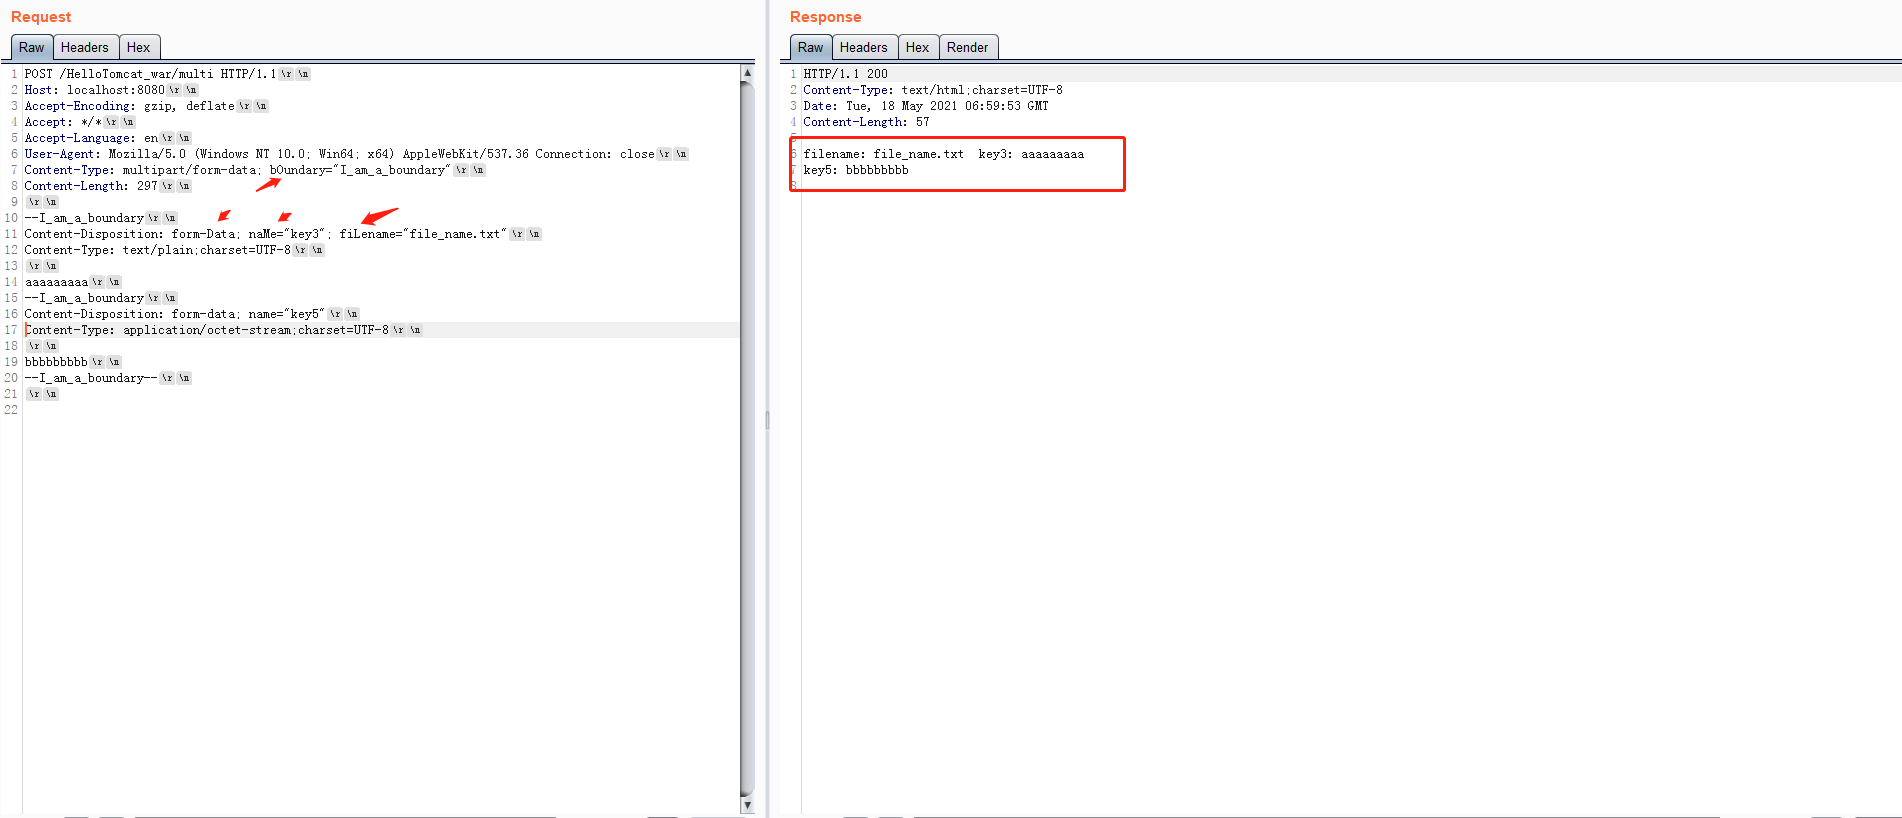 Request
Raw Headers Hex
1 POST /HelloTomcat_war/multi HTTP/1.1 \r \n
2 Host: localhost:8080 \r \n
3 Accept-Encoding: gzip, deflate \r \n
4 Accept: */* \r \n
5 Accept-Language: en \r \n
6 User-Agent: Mozilla/5.0 (Windows NT 10.0; Win64; x64) AppleWebKit/537.36 Connection: close \r \n
7 Content-Type: multipart/form-data; bOundary="I_am_a_boundary" \r \n
8 Content-Length: 297 \r \n
9 \r \n
10 --I_am_a_boundary \r \n
11 Content-Disposition: form-Data; naMe="key3"; fiLename="file_name.txt" \r \n
12 Content-Type: text/plain;charset=UTF-8 \r \n
13 \r \n
14 aaaaaaaaa \r \n
15 --I_am_a_boundary \r \n
16 Content-Disposition: form-data; name="key5" \r \n
17 Content-Type: application/octet-stream;charset=UTF-8 \r \n
18 \r \n
19 bbbbbbbbb \r \n
20 --I_am_a_boundary-- \r \n
21 \r \n
22
Response
Raw Headers Hex Render
1 HTTP/1.1 200
2 Content-Type: text/html;charset=UTF-8
3 Date: Tue, 18 May 2021 06:59:53 GMT
4 Content-Length: 57
5
6 filename: file_name.txt  key3: aaaaaaaaa
7 key5: bbbbbbbbb
8